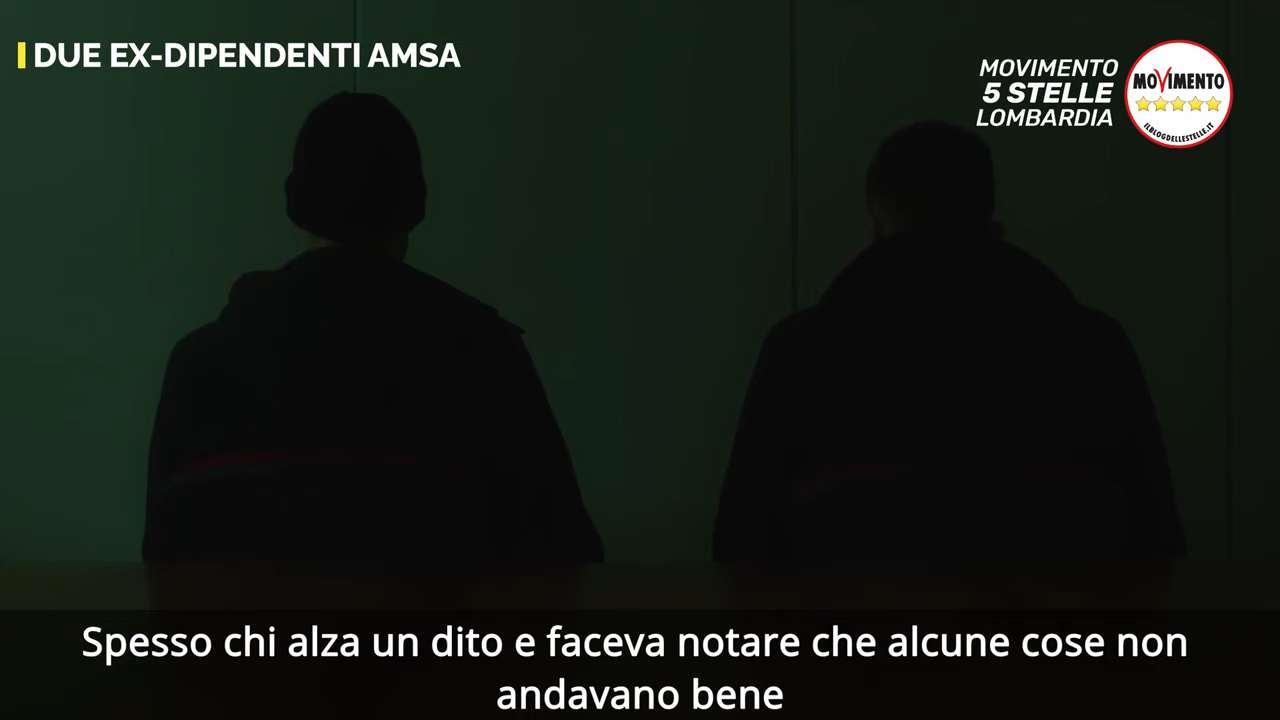 DUE EX-DIPENDENTI AMSA
MOVIMENTO
5 STELLE
LOMBARDIA
MOVIMENTO
ILBLOGDELLESTELLE.IT
Spesso chi alza un dito e faceva notare che alcune cose non
andavano bene